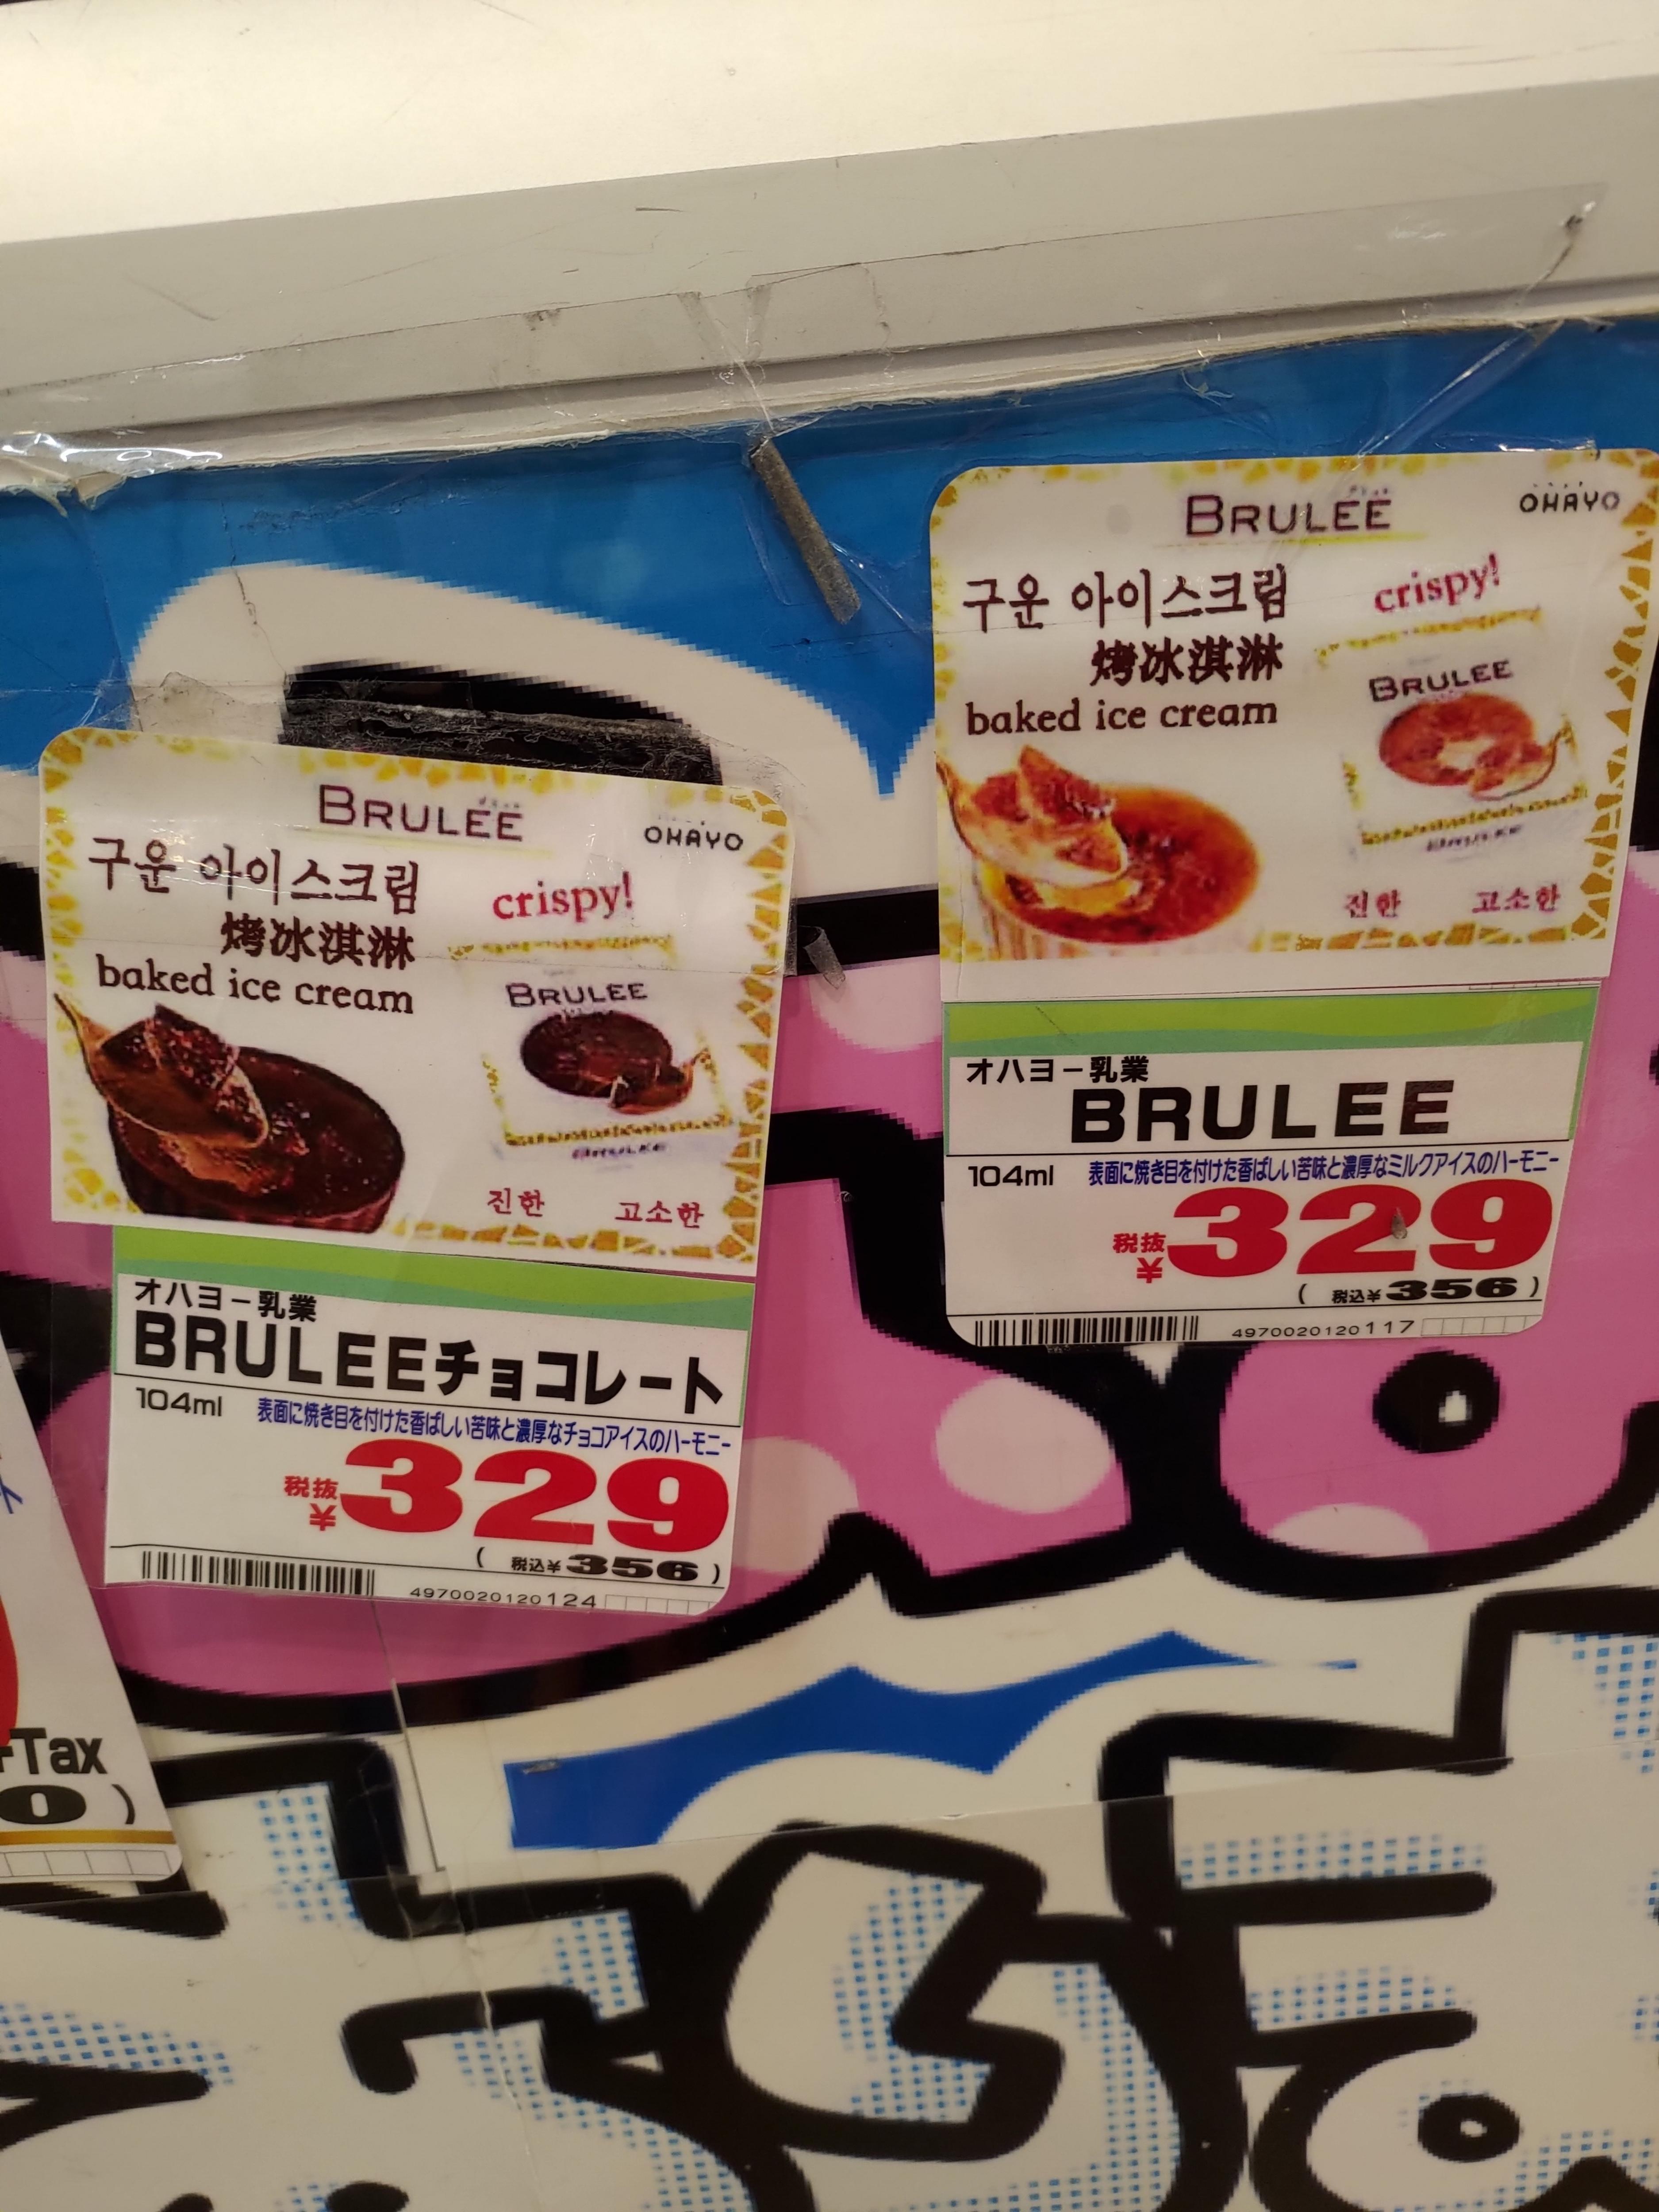 BRULEE
OHAYO
구운 아이스크림
crispy!
烤冰淇淋
baked ice cream
BRULEE
진한 고소한
オハヨー乳業
BRULEEチョコレート
104ml 表面に焼き目を付けた香ばしい苦味と濃厚なチョコアイスのハーモニー
税抜¥329
(税込¥356)
4970020120124
BRULEE
OHAYO
구운 아이스크림
crispy!
烤冰淇淋
baked ice cream
BRULEE
진한 고소한
オハヨー乳業
BRULEE
104ml 表面に焼き目を付けた香ばしい苦味と濃厚なミルクアイスのハーモニー
税抜¥329
(税込¥356)
4970020120117
+Tax
0)